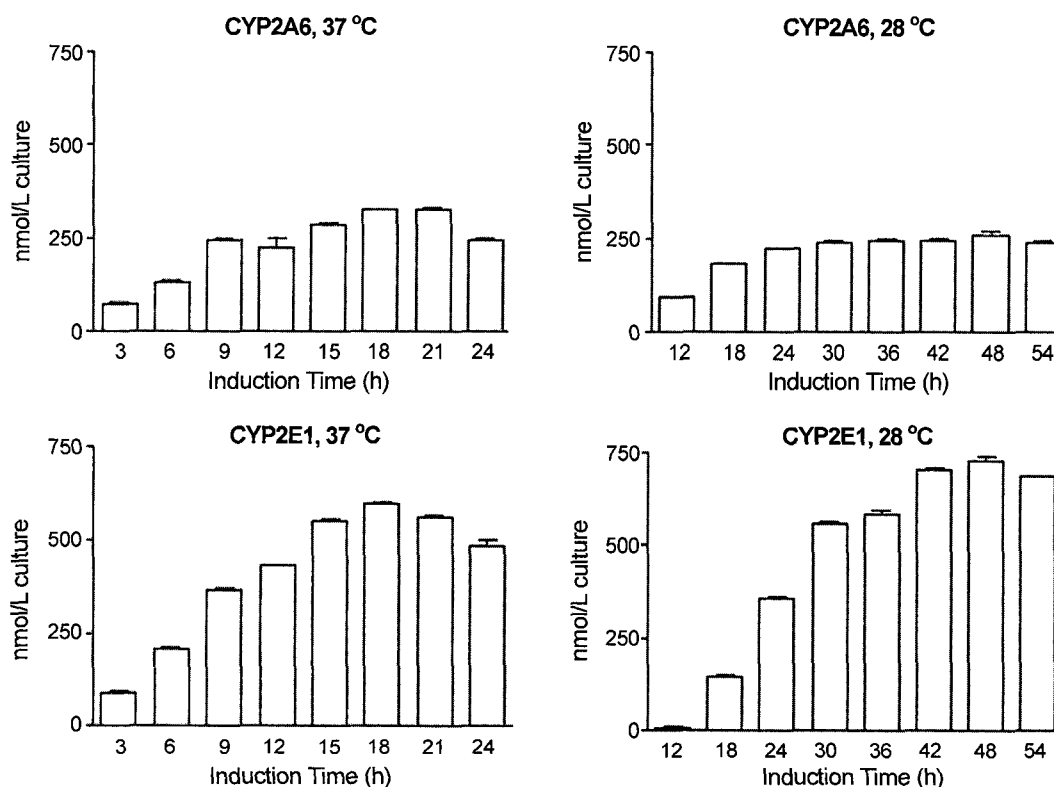 CYP2A6, 37 °C
750
500
250
0
nmol/L culture
3 6 9 12 15 18 21 24
Induction Time (h)
CYP2A6, 28 °C
750
500
250
0
nmol/L culture
12 18 24 30 36 42 48 54
Induction Time (h)
CYP2E1, 37 °C
750
500
250
0
nmol/L culture
3 6 9 12 15 18 21 24
Induction Time (h)
CYP2E1, 28 °C
750
500
250
0
nmol/L culture
12 18 24 30 36 42 48 54
Induction Time (h)